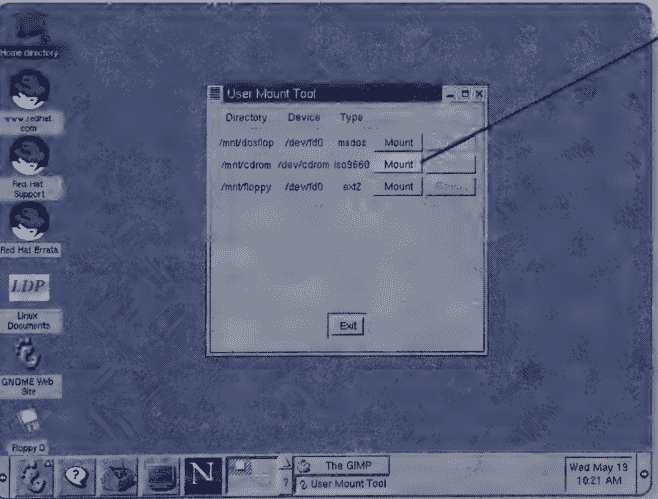 Home directory
www.redhat.
com
Red Hat
Support
Red Hat Errata
LDP
Linux
Documents
GNOME Web
Site
Floppy 0
User Mount Tool
Directory Device Type
/mnt/dosflop /dev/fd0 msdos Mount
/mnt/cdrom /dev/cdrom iso9660 Mount
/mnt/floppy /dev/fd0 ext2 Mount
Exit
N
The GIMP
User Mount Tool
Wed May 19
10:21 AM